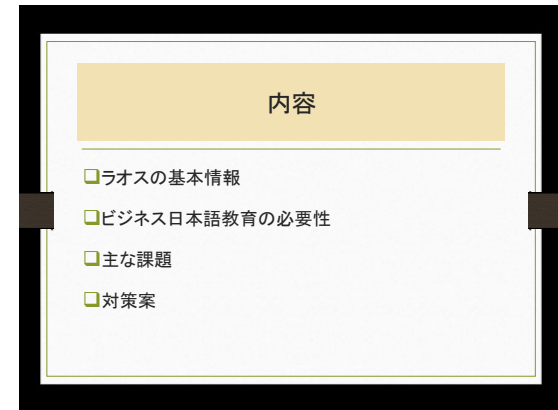 内容
ラオスの基本情報
ビジネス日本語教育の必要性
主な課題
対策案